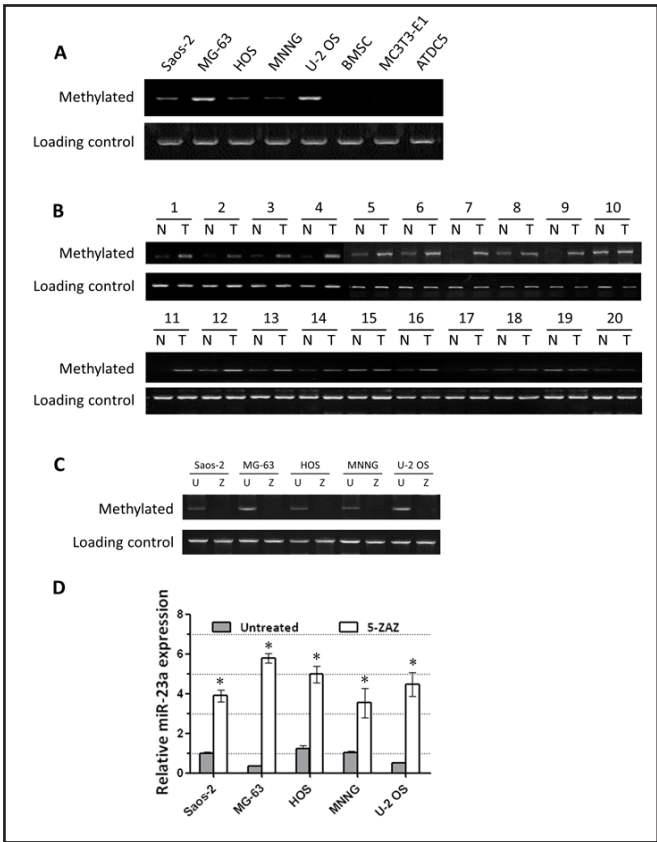 A
Saos-2 MG-63 HOS MNNG U-2 OS BMSC MC3T3-E1 ATDC5
Methylated
Loading control
B
1 2 3 4 5 6 7 8 9 10
N T N T N T N T N T N T N T N T N T N T
Methylated
Loading control
11 12 13 14 15 16 17 18 19 20
N T N T N T N T N T N T N T N T N T N T
Methylated
Loading control
C
Saos-2 MG-63 HOS MNNG U-2 OS
U Z U Z U Z U Z U Z
Methylated
Loading control
D
Relative miR-23a expression
8
6
4
2
0
Untreated 5-ZAZ
* * * * *
Saos-2 MG-63 HOS MNNG U-2 OS